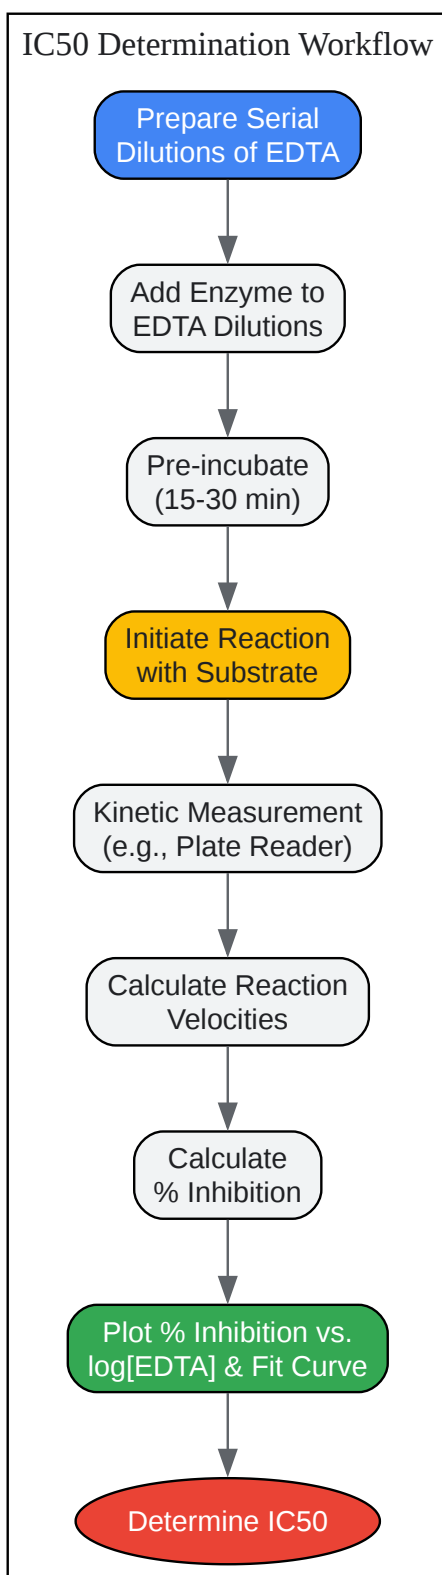 IC50 Determination Workflow
Prepare Serial
Dilutions of EDTA
Add Enzyme to
EDTA Dilutions
Pre-incubate
(15-30 min)
Initiate Reaction
with Substrate
Kinetic Measurement
(e.g., Plate Reader)
Calculate Reaction
Velocities
Calculate
% Inhibition
Plot % Inhibition vs.
log[EDTA] & Fit Curve
Determine IC50